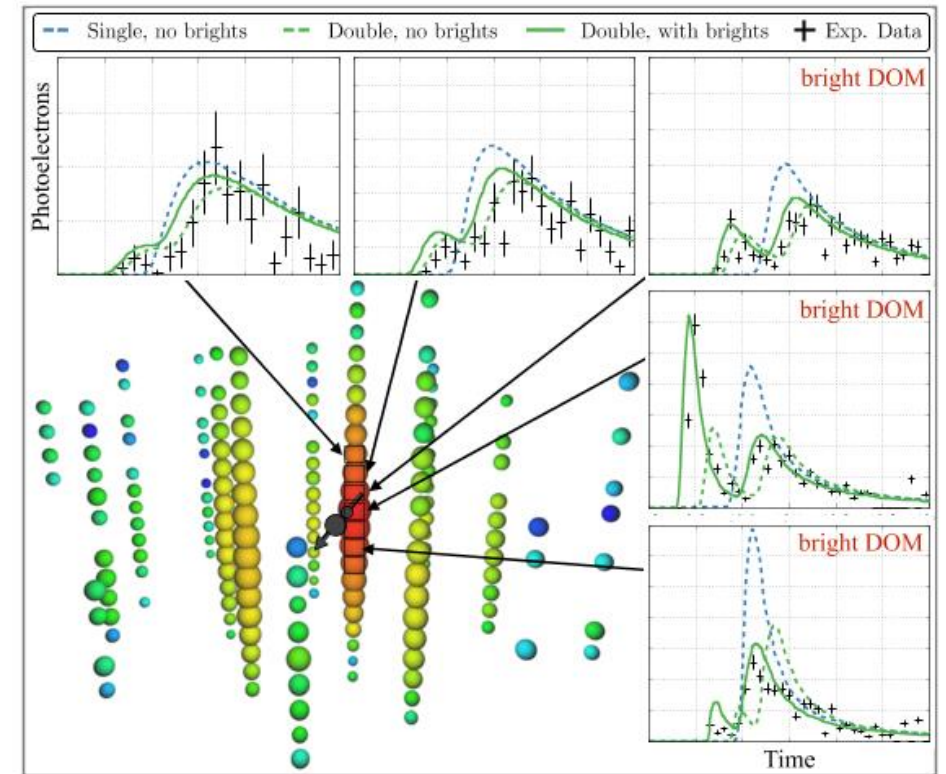 Single, no brights Double, no brights Double, with brights Exp. Data
Photoelectrons
bright DOM
bright DOM
bright DOM
Time